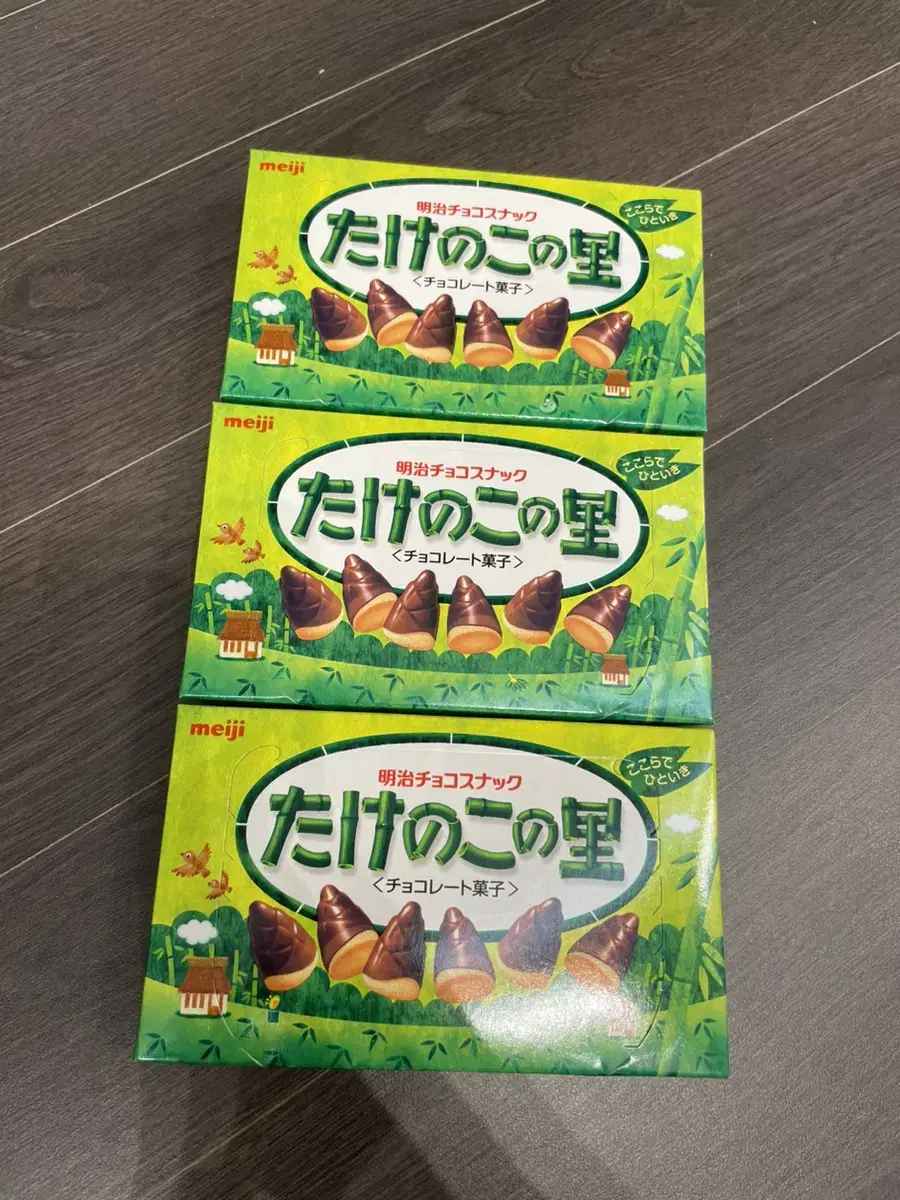 meiji
明治チョコスナック
たけのこの里
〈チョコレート菓子〉
ここらで
ひといき
meiji
明治チョコスナック
たけのこの里
〈チョコレート菓子〉
ここらで
ひといき
meiji
明治チョコスナック
たけのこの里
〈チョコレート菓子〉
ここらで
ひといき